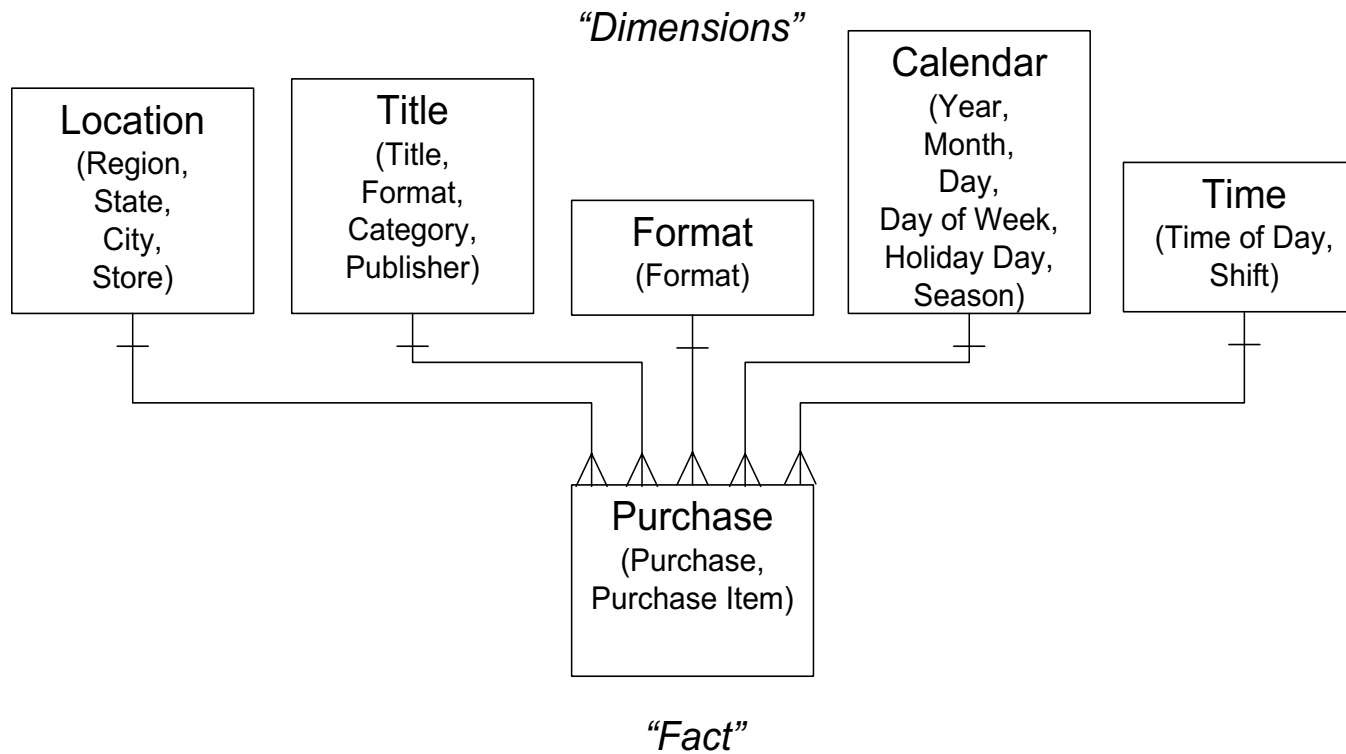 “Dimensions”
Location
(Region,
State,
City,
Store)
Title
(Title,
Format,
Category,
Publisher)
Format
(Format)
Calendar
(Year,
Month,
Day,
Day of Week,
Holiday Day,
Season)
Time
(Time of Day,
Shift)
Purchase
(Purchase,
Purchase Item)
“Fact”